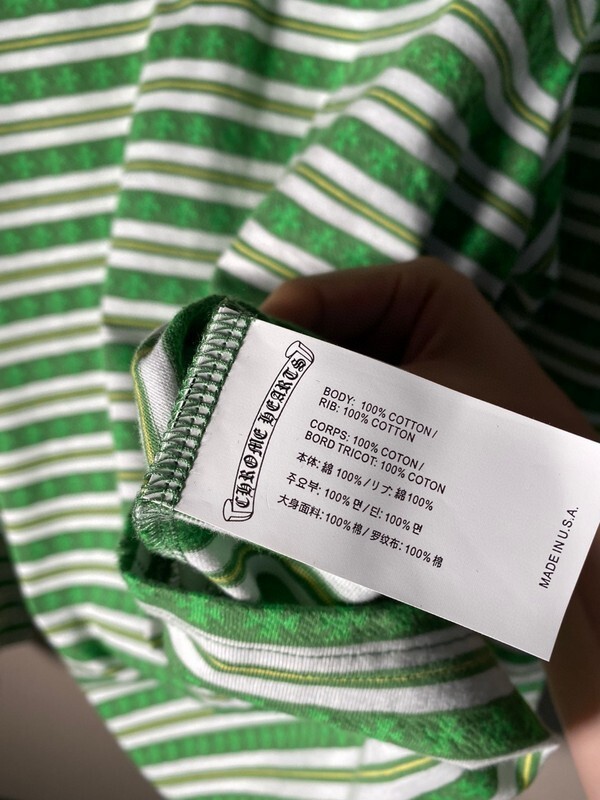 CHROME HEARTS
BODY: 100% COTTON /
RIB: 100% COTTON
CORPS: 100% COTON /
BORD TRICOT: 100% COTON
本体: 綿 100% / リブ: 綿 100%
주요부: 100% 면 / 립: 100% 면
大身面料: 100% 棉 / 罗纹布: 100% 棉
MADE IN U.S.A.